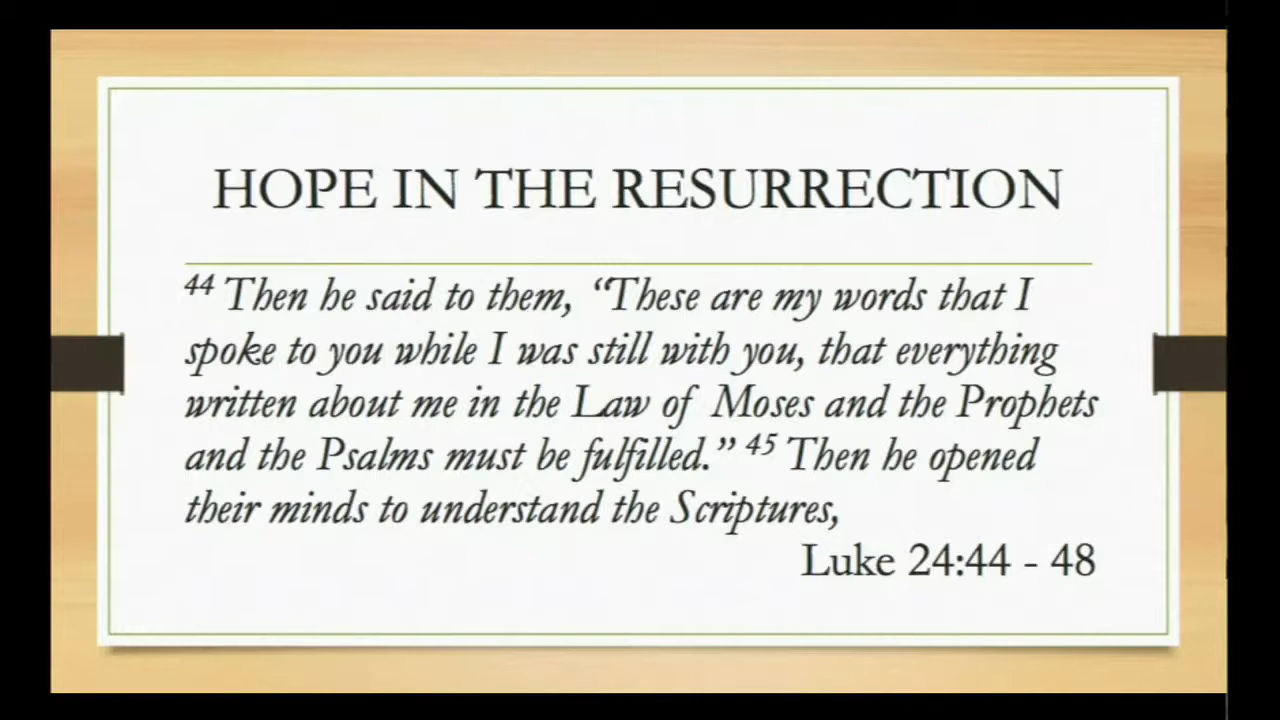 HOPE IN THE RESURRECTION
44 Then he said to them, “These are my words that I
spoke to you while I was still with you, that everything
written about me in the Law of Moses and the Prophets
and the Psalms must be fulfilled.” 45 Then he opened
their minds to understand the Scriptures,
Luke 24:44 - 48